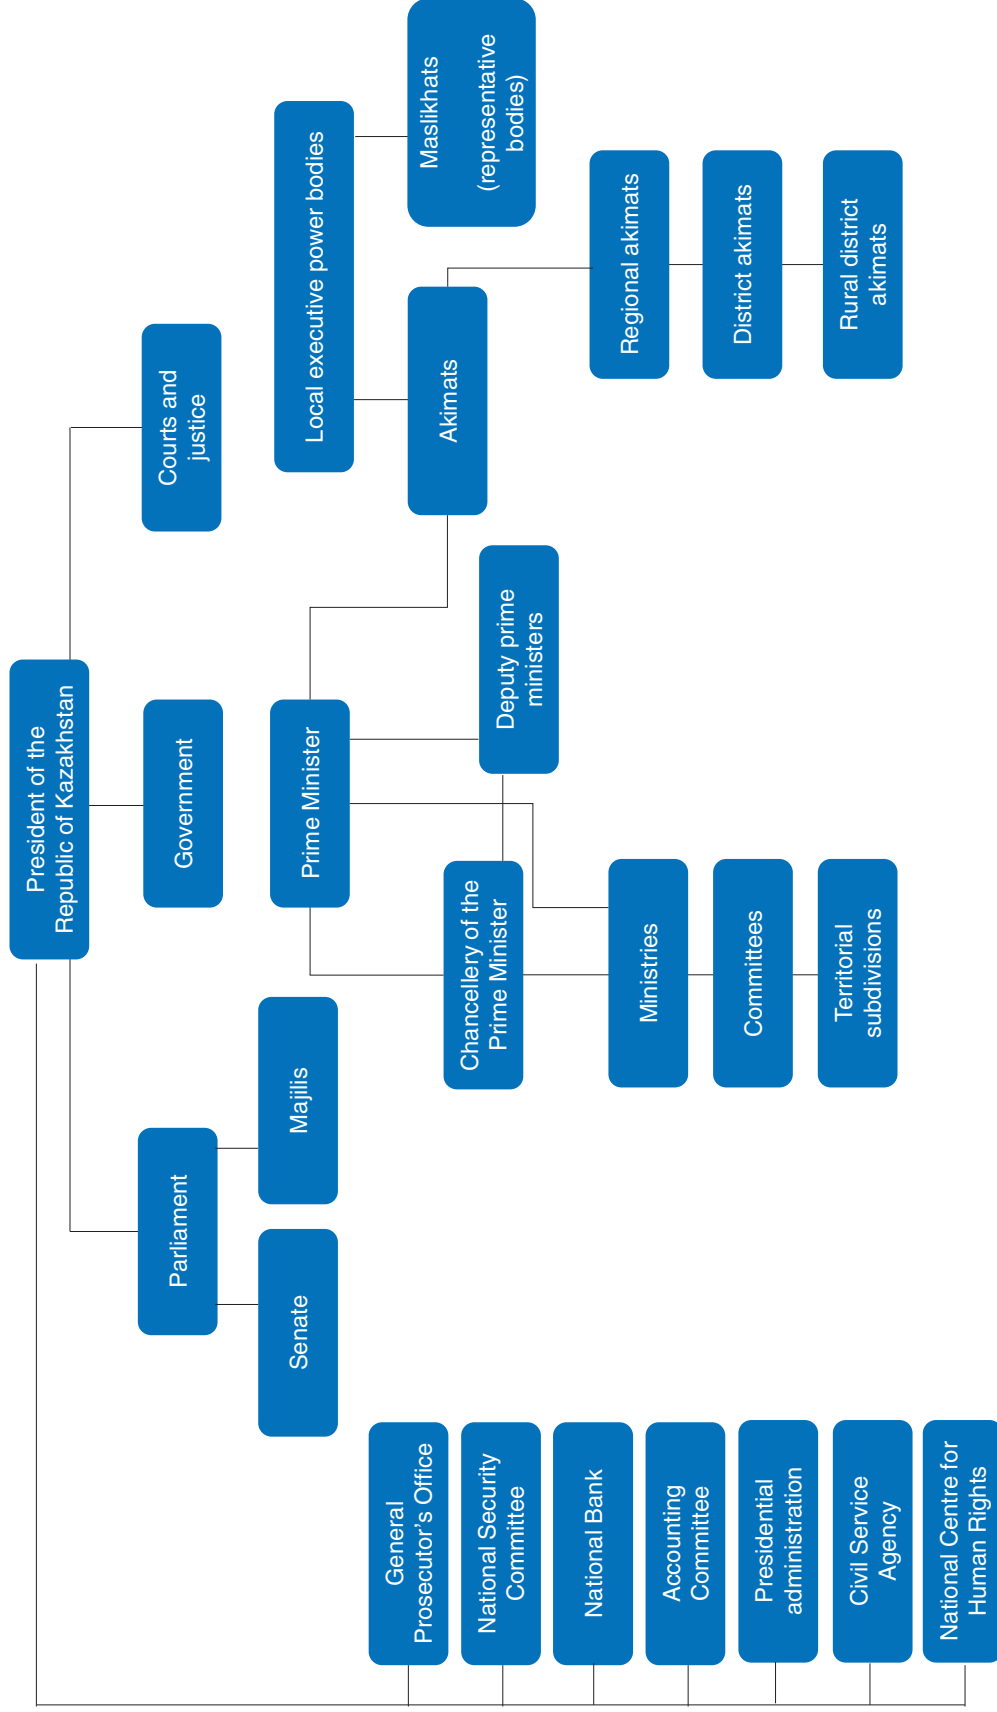 President of the
Republic of Kazakhstan
Parliament
Government
Courts and
justice
Senate
Majilis
Prime Minister
Local executive power bodies
General
Prosecutor's Office
Chancellery of the
Prime Minister
Deputy prime
ministers
Akimats
Maslikhats
(representative
bodies)
National Security
Committee
National Bank
Ministries
Regional akimats
Accounting
Committee
Committees
District akimats
Presidential
administration
Territorial
subdivisions
Rural district
akimats
Civil Service
Agency
National Centre for
Human Rights